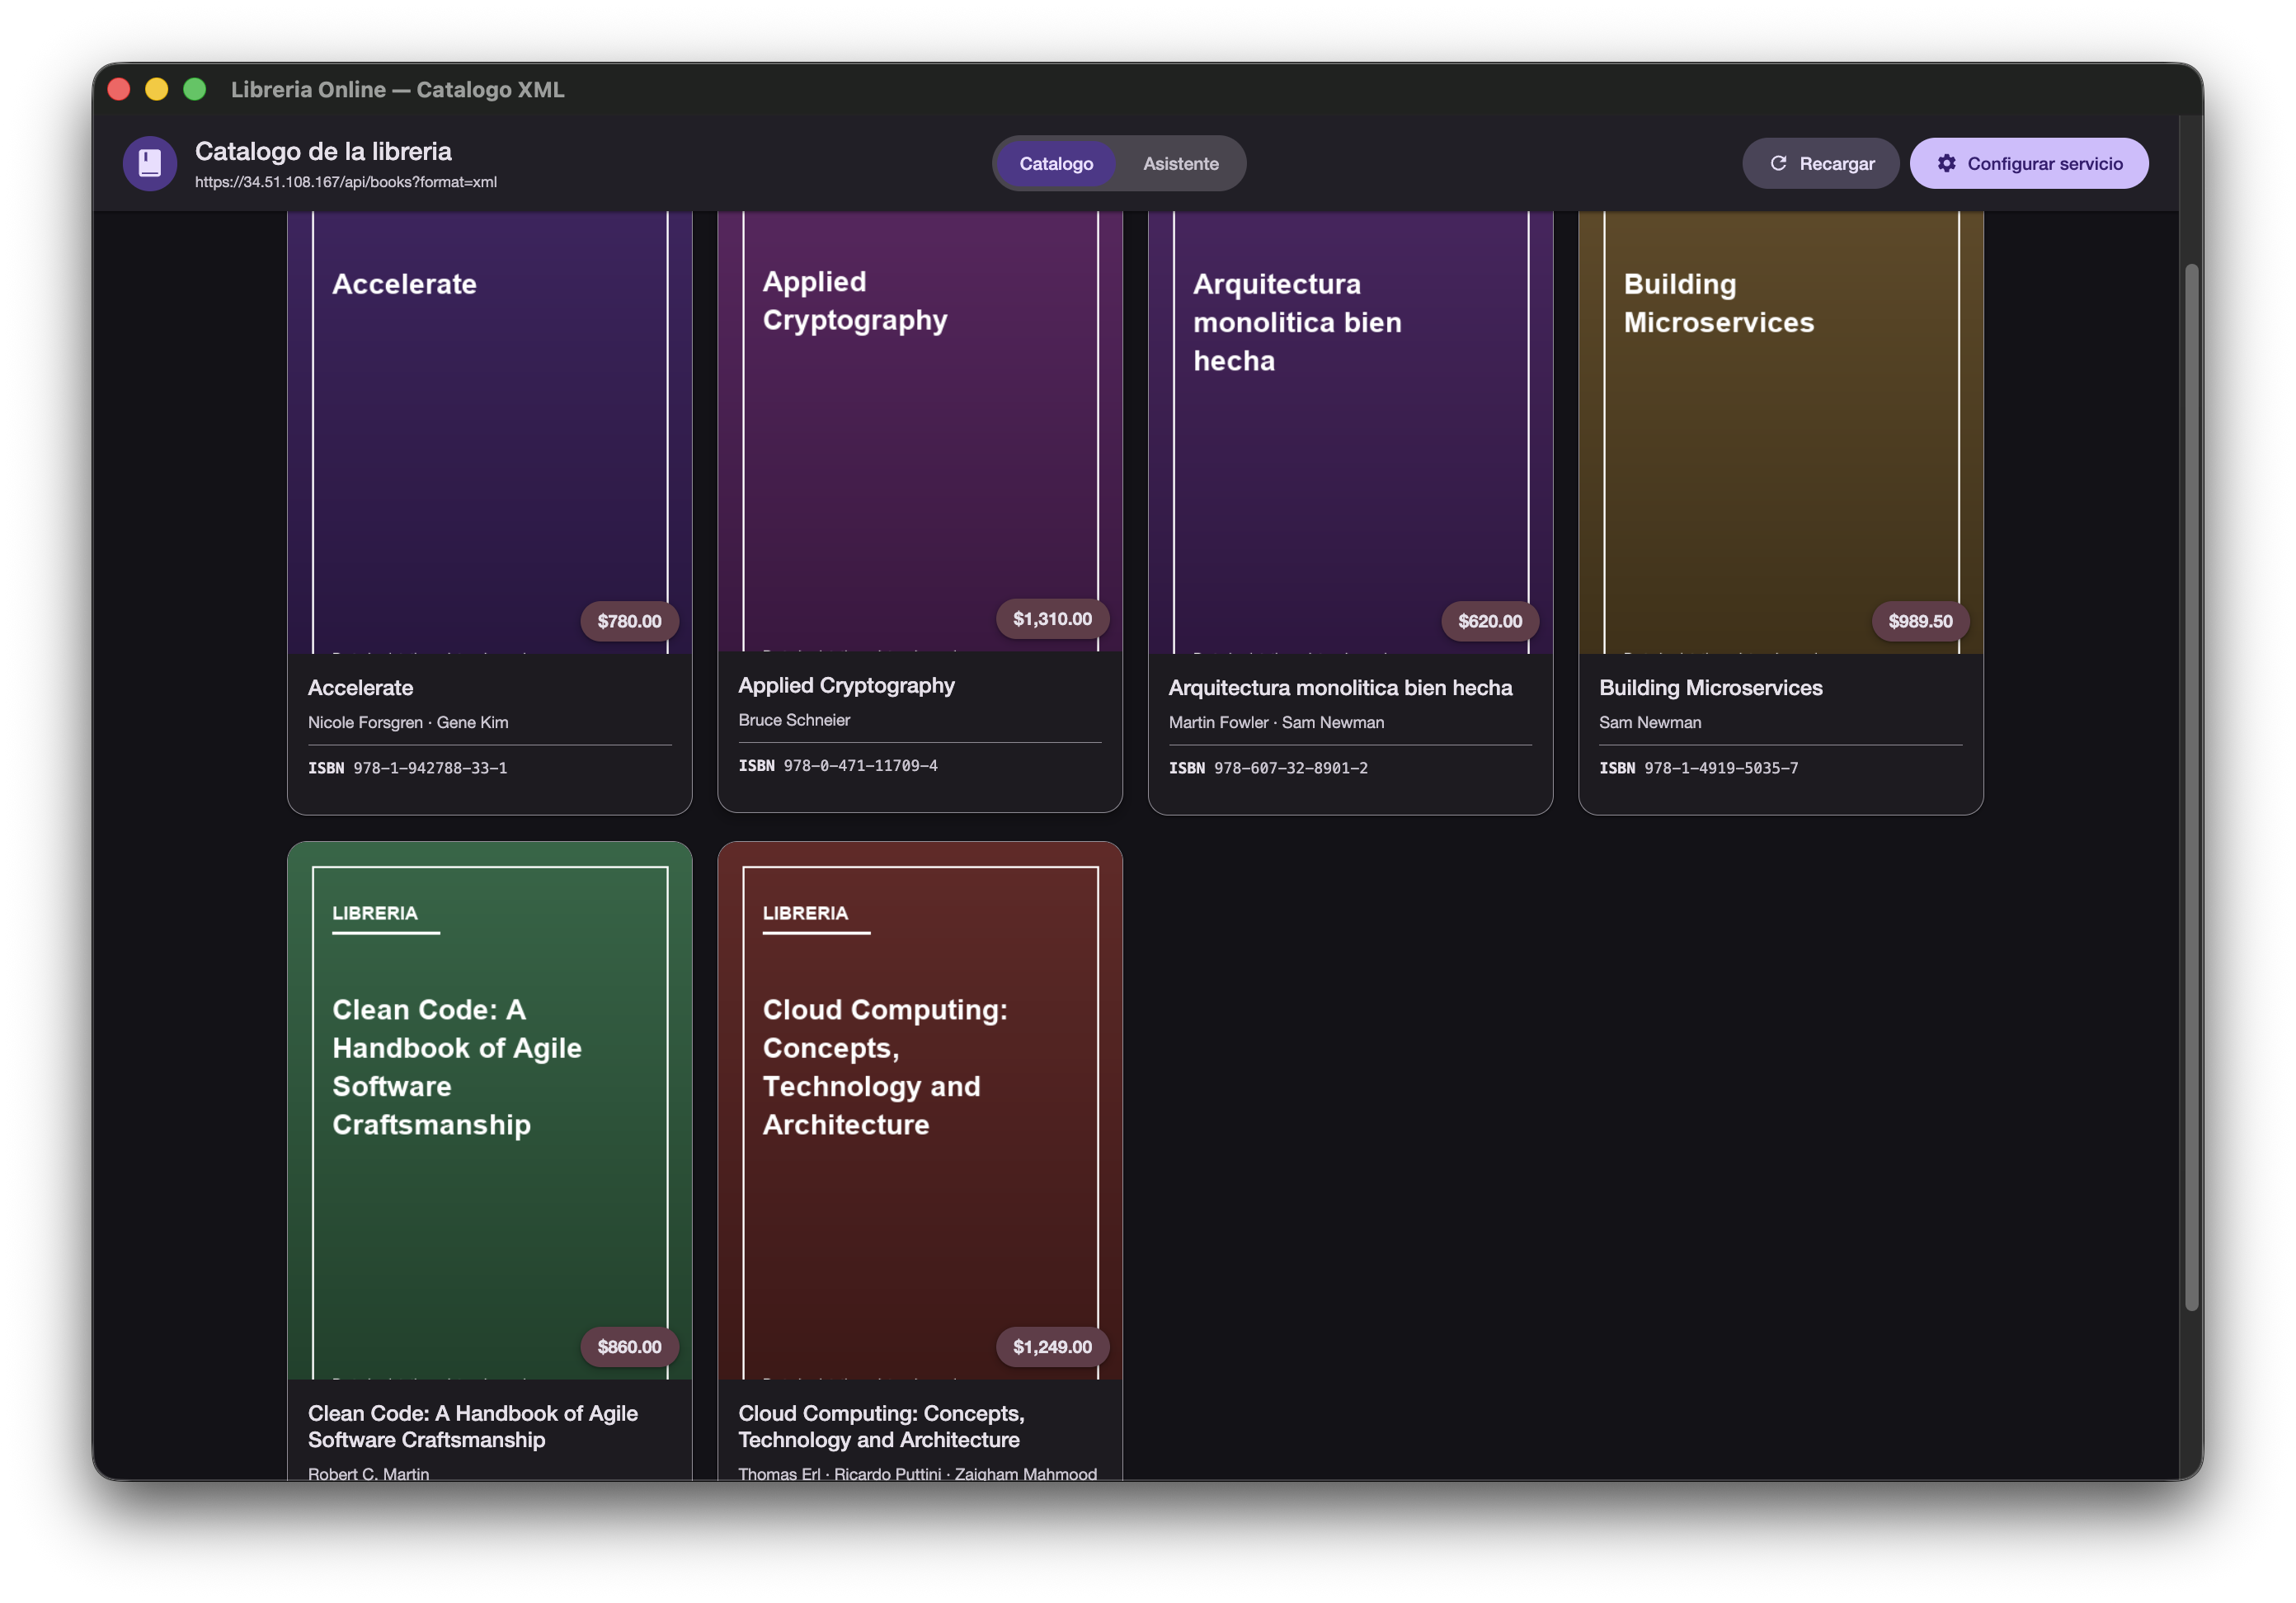 Libreria Online — Catalogo XML
Catalogo de la libreria
https://34.51.108.167/api/books?format=xml
Catalogo
Asistente
Recargar
Configurar servicio
Accelerate
$780.00
Accelerate
Nicole Forsgren · Gene Kim
ISBN 978-1-942788-33-1
Applied
Cryptography
$1,310.00
Applied Cryptography
Bruce Schneier
ISBN 978-0-471-11709-4
Arquitectura
monolitica bien
hecha
$620.00
Arquitectura monolitica bien hecha
Martin Fowler · Sam Newman
ISBN 978-607-32-8901-2
Building
Microservices
$989.50
Building Microservices
Sam Newman
ISBN 978-1-4919-5035-7
LIBRERIA
Clean Code: A
Handbook of Agile
Software
Craftsmanship
$860.00
Clean Code: A Handbook of Agile
Software Craftsmanship
Robert C. Martin
LIBRERIA
Cloud Computing:
Concepts,
Technology and
Architecture
$1,249.00
Cloud Computing: Concepts,
Technology and Architecture
Thomas Erl · Ricardo Puttini · Zaigham Mahmood